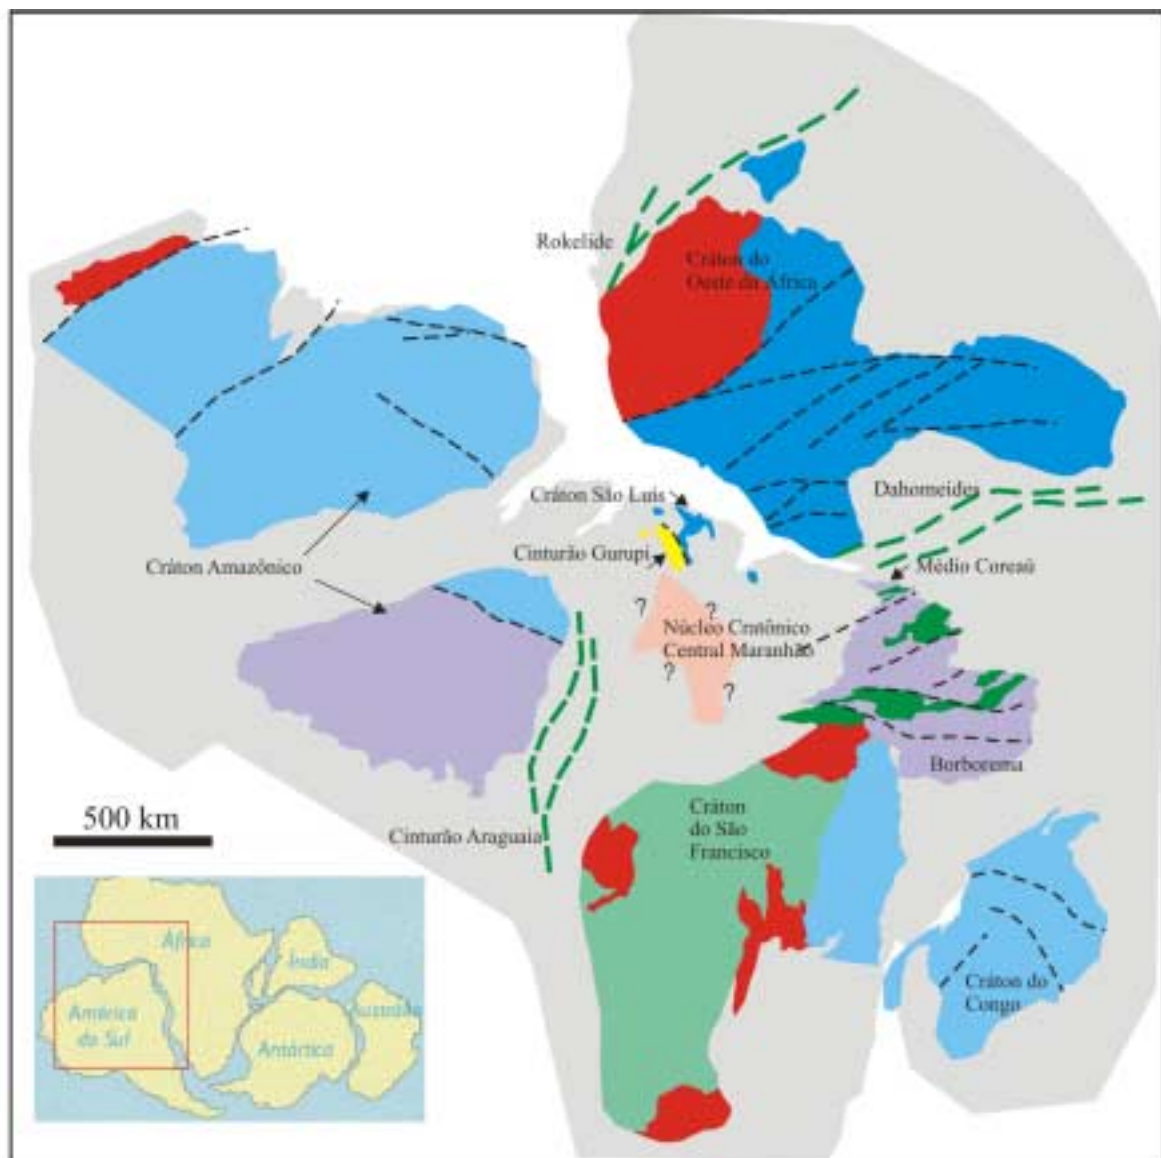 Rokelide
Cráton do
Oeste da África
Cráton São Luís
Dahomeides
Cinturão Gurupi
Médio Coreaú
Cráton Amazônico
?
?
Núcleo Cratônico
Central Maranhão
?
?
Borborema
500 km
Cráton
do São
Francisco
Cinturão Araguaia
África
Índia
América
do Sul
Antártica
Austrália
Cráton do
Congo